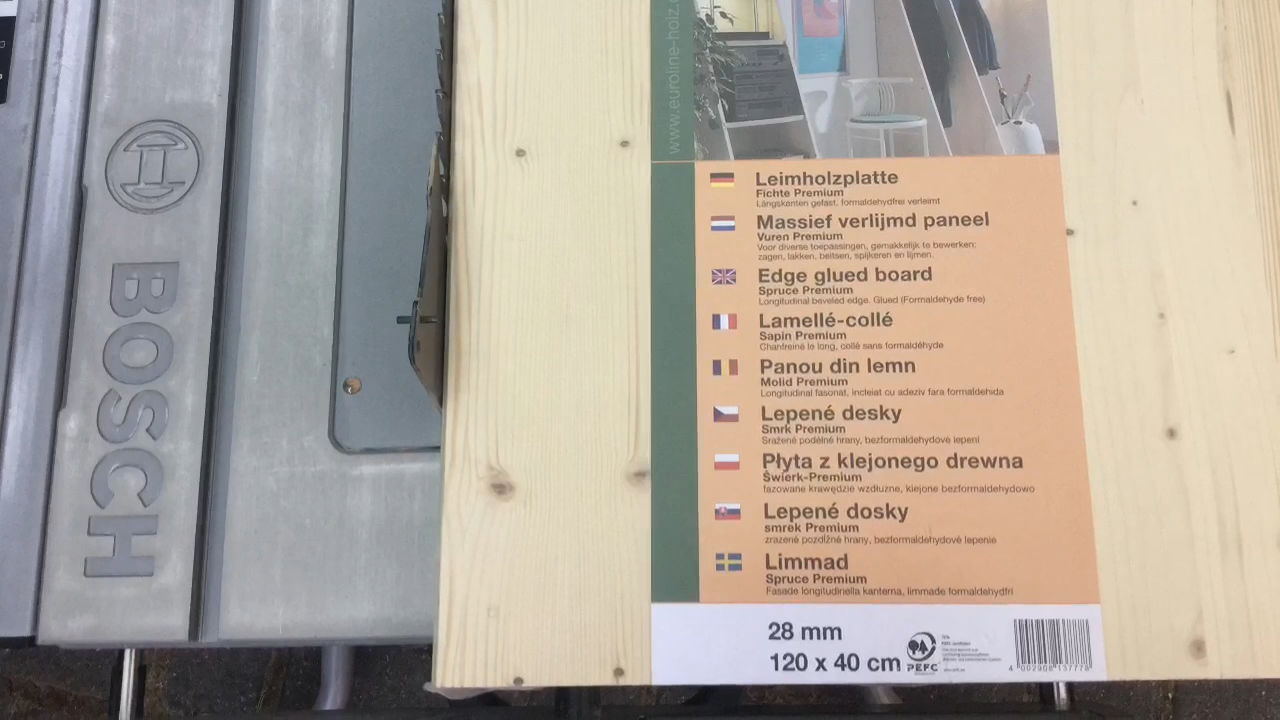 BOSCH
www.euroline-holz.
Leimholzplatte
Fichte Premium
Längskanten gefast, formaldehydfrei verleimt
Massief verlijmd paneel
Vuren Premium
Voor diverse toepassingen, gemakkelijk te bewerken;
zagen, lakken, beitsen, spijkeren en lijmen.
Edge glued board
Spruce Premium
Longitudinal beveled edge. Glued (Formaldehyde free)
Lamellé-collé
Sapin Premium
Chanfreiné le long, collé sans formaldéhyde
Panou din lemn
Molid Premium
Longitudinal fasonat, incleiat cu adeziv fara formaldehida
Lepené desky
Smrk Premium
Sražené podélné hrany, bezformaldehydové lepení
Płyta z klejonego drewna
Świerk-Premium
fazowane krawędzie wzdłużne, klejone bezformaldehydowo
Lepené dosky
smrek Premium
zrazené pozdĺžné hrany, bezformaldehydové lepenie
Limmad
Spruce Premium
Fasade longitudinella kanterna, limmade formaldehydfri
28 mm
120 x 40 cm
PEFC
4 002908 137778